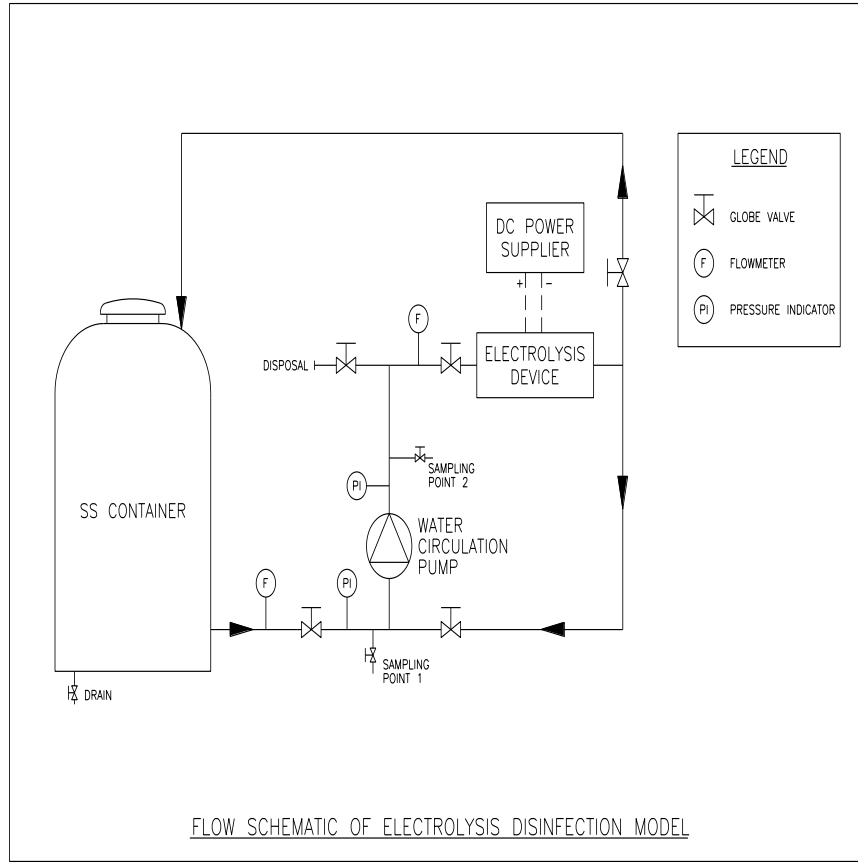 LEGEND
GLOBE VALVE
F
FLOWMETER
PI
PRESSURE INDICATOR
DC POWER
SUPPLIER
+ -
F
DISPOSAL
ELECTROLYSIS
DEVICE
SAMPLING
POINT 2
PI
SS CONTAINER
WATER
CIRCULATION
PUMP
F
PI
SAMPLING
POINT 1
DRAIN
FLOW SCHEMATIC OF ELECTROLYSIS DISINFECTION MODEL